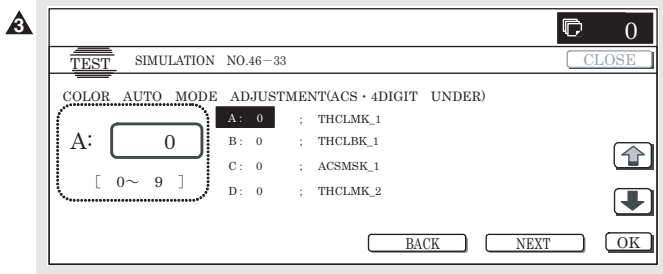 3
0
TEST SIMULATION NO.46-33 CLOSE
COLOR AUTO MODE ADJUSTMENT(ACS・4DIGIT UNDER)
A: 0
[ 0～ 9 ]
A: 0 ; THCLMK_1
B: 0 ; THCLBK_1
C: 0 ; ACSMSK_1
D: 0 ; THCLMK_2
BACK NEXT OK